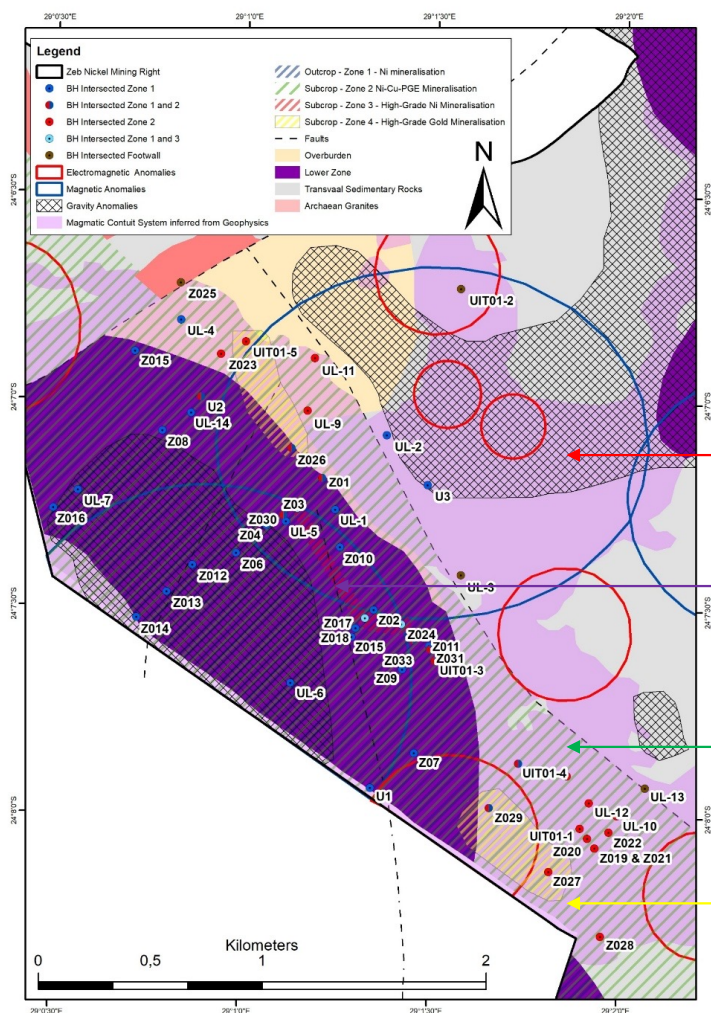 29°0'30"E 29°1'0"E 29°1'30"E 29°2'0"E
Legend
Zeb Nickel Mining Right
BH Intersected Zone 1
BH Intersected Zone 1 and 2
BH Intersected Zone 2
BH Intersected Zone 1 and 3
BH Intersected Footwall
Electromagnetic Anomalies
Magnetic Anomalies
Gravity Anomalies
Magmatic Contuit System inferred from Geophysics
Outcrop - Zone 1 - Ni mineralisation
Subcrop - Zone 2 Ni-Cu-PGE Mineralisation
Subcrop - Zone 3 - High-Grade Ni Mineralisation
Subcrop - Zone 4 - High-Grade Gold Mineralisation
Faults
Overburden
Lower Zone
Transvaal Sedimentary Rocks
Archaean Granites
N
24°6'30"S 24°6'30"S
Z025
UIT01-2
UL-4
UIT01-5
Z015
Z023
UL-11
24°7'0"S 24°7'0"S
U2
UL-14
UL-9
Z08
UL-2
Z026
Z01
U3
UL-7
Z016
Z03
Z030
UL-5
UL-1
Z04
Z010
Z06
Z012
UL-3
24°7'30"S 24°7'30"S
Z013
Z014
Z02
Z017
Z018
Z024
Z015
Z011
Z033
Z031
Z09
UIT01-3
UL-6
Z07
UIT01-4
U1
UL-13
24°8'0"S 24°8'0"S
Z029
UL-12
UL-10
UIT01-1
Z022
Z020
Z019 & Z021
Z027
Z028
Kilometers
0 0,5 1 2
29°0'30"E 29°1'0"E 29°1'30"E 29°2'0"E